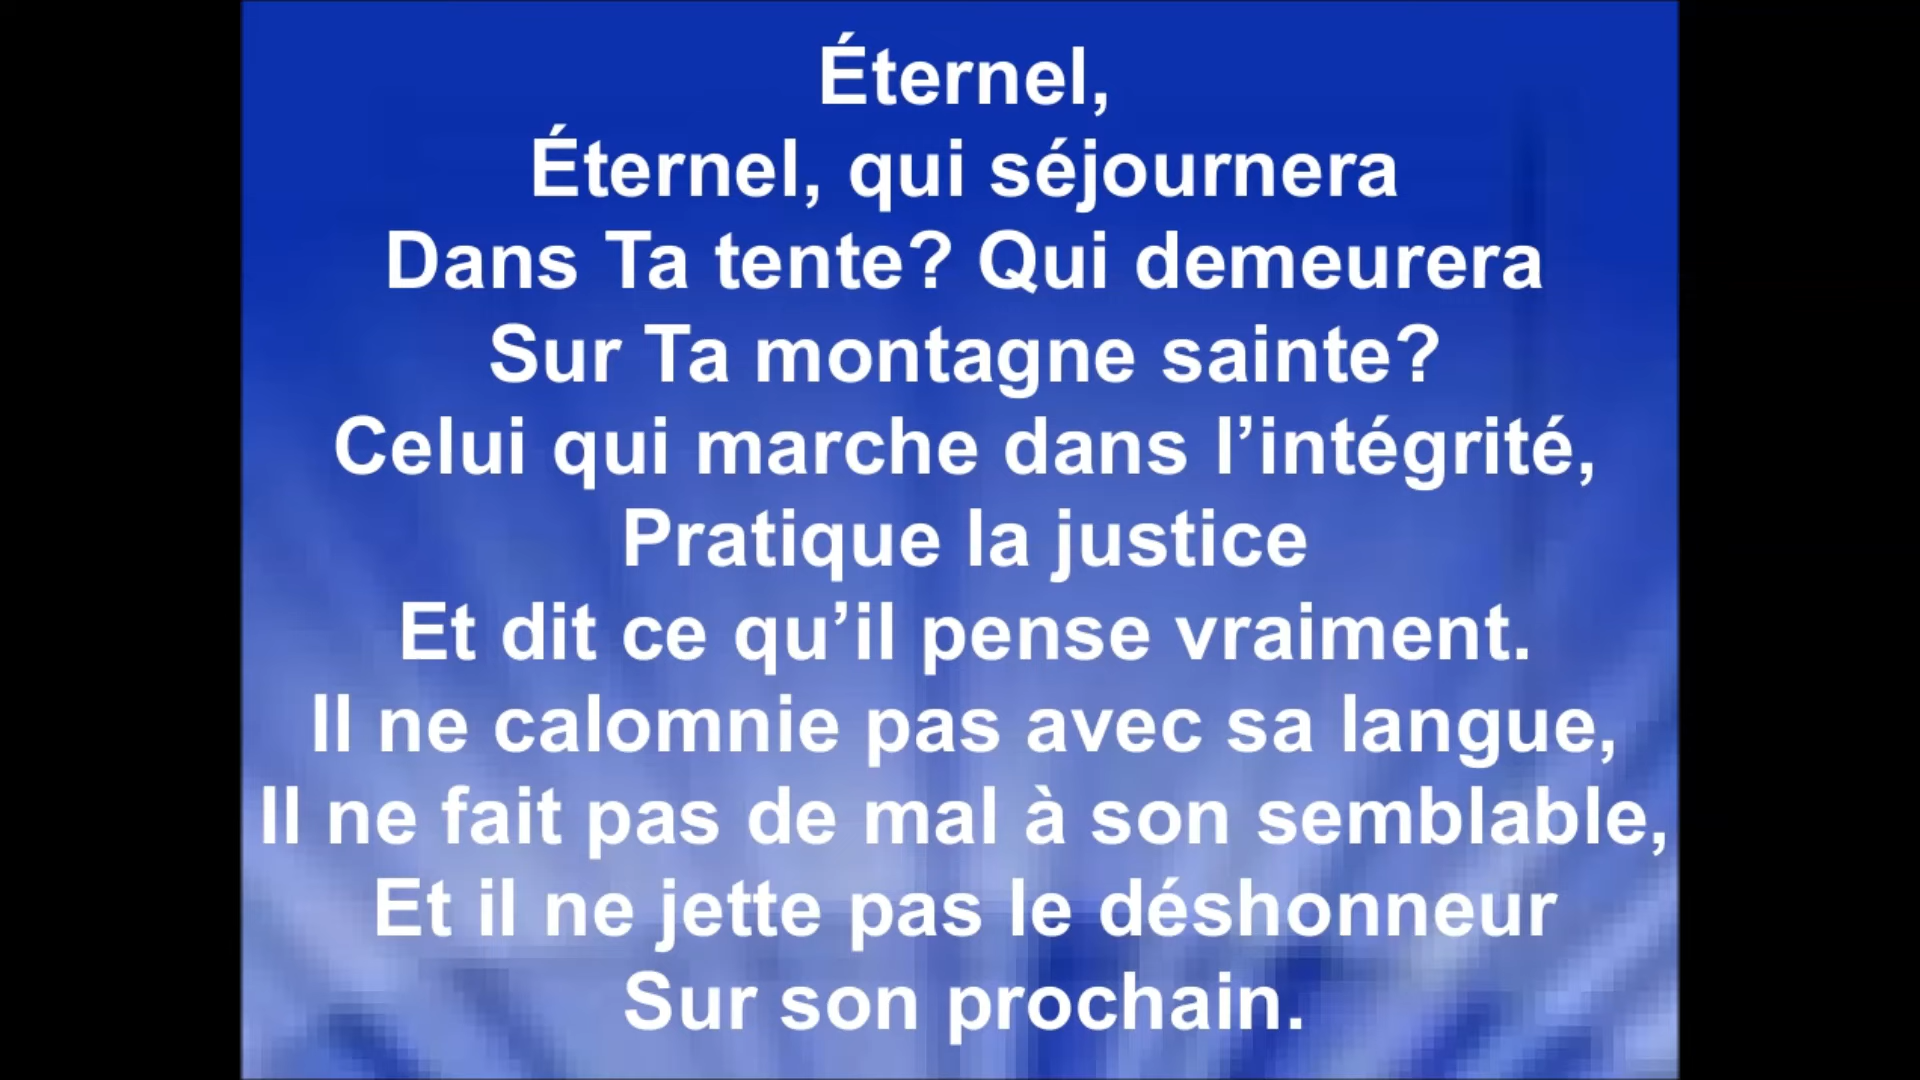 Éternel,
Éternel, qui séjournera
Dans Ta tente? Qui demeurera
Sur Ta montagne sainte?
Celui qui marche dans l’intégrité,
Pratique la justice
Et dit ce qu’il pense vraiment.
Il ne calomnie pas avec sa langue,
Il ne fait pas de mal à son semblable,
Et il ne jette pas le déshonneur
Sur son prochain.